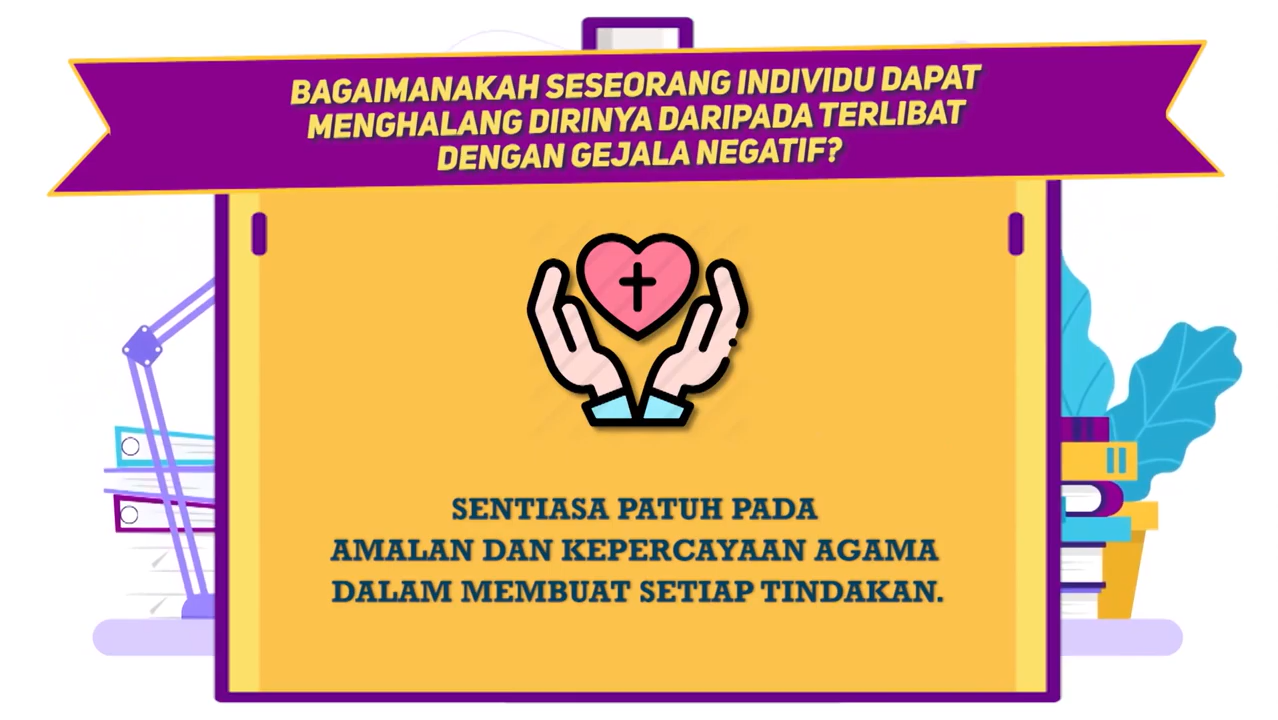 BAGAIMANAKAH SESEORANG INDIVIDU DAPAT
MENGHALANG DIRINYA DARIPADA TERLIBAT
DENGAN GEJALA NEGATIF?
SENTIASA PATUH PADA
AMALAN DAN KEPERCAYAAN AGAMA
DALAM MEMBUAT SETIAP TINDAKAN.